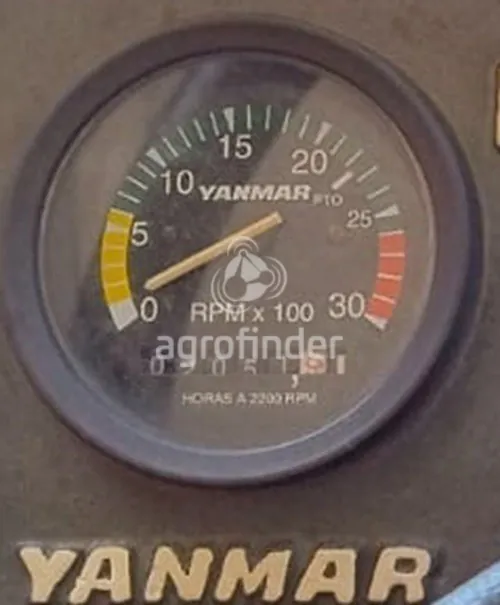 15
20
10
YANMAR PTO
5
25
0
RPM x 100
30
agrofinder
HORAS A 2200 RPM
YANMAR